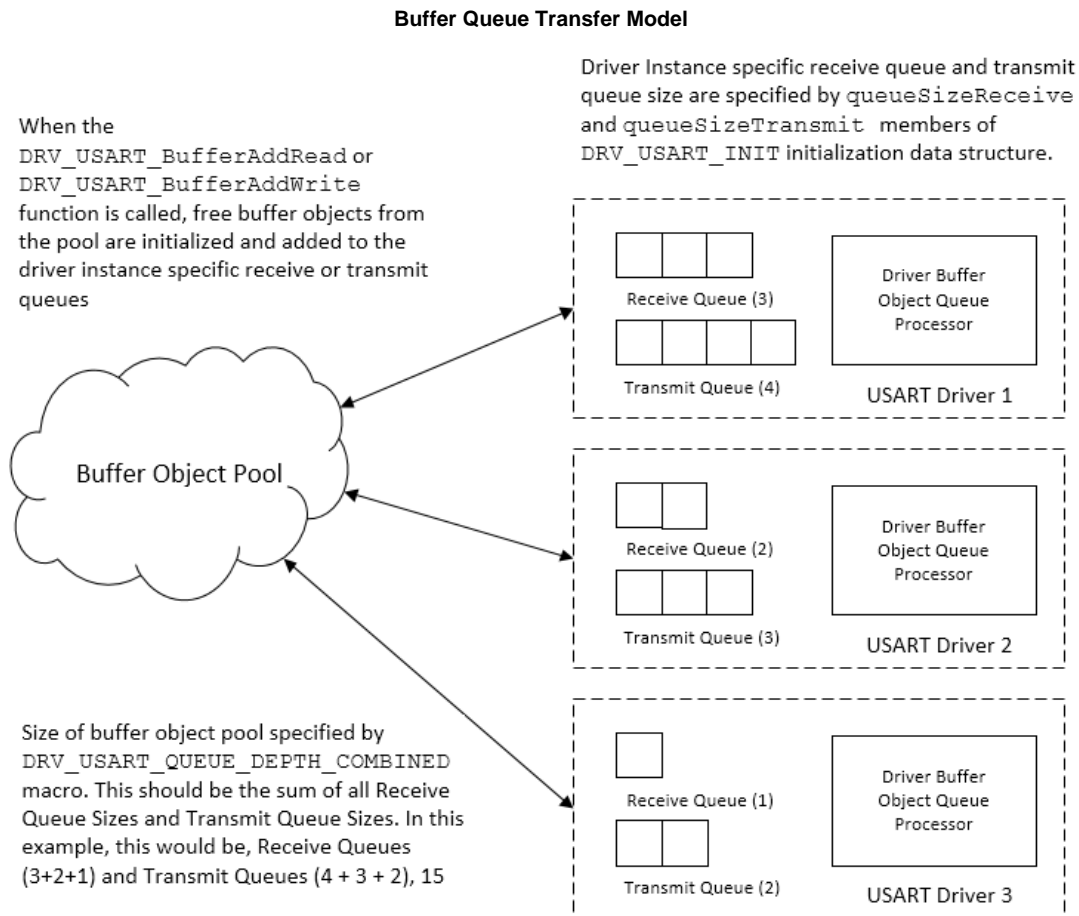 Buffer Queue Transfer Model
Driver Instance specific receive queue and transmit
queue size are specified by queueSizeReceive
and queueSizeTransmit members of
DRV_USART_INIT initialization data structure.
When the
DRV_USART_BufferAddRead or
DRV_USART_BufferAddWrite
function is called, free buffer objects from
the pool are initialized and added to the
driver instance specific receive or transmit
queues
Receive Queue (3)
Transmit Queue (4)
Driver Buffer
Object Queue
Processor
USART Driver 1
Buffer Object Pool
Receive Queue (2)
Transmit Queue (3)
Driver Buffer
Object Queue
Processor
USART Driver 2
Size of buffer object pool specified by
DRV_USART_QUEUE_DEPTH_COMBINED
macro. This should be the sum of all Receive
Queue Sizes and Transmit Queue Sizes. In this
example, this would be, Receive Queues
(3+2+1) and Transmit Queues (4 + 3 + 2), 15
Receive Queue (1)
Transmit Queue (2)
Driver Buffer
Object Queue
Processor
USART Driver 3